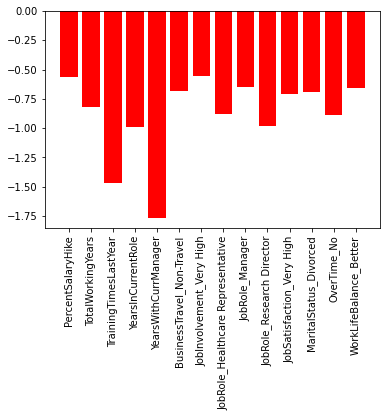 0.00
−0.25
−0.50
−0.75
−1.00
−1.25
−1.50
−1.75
PercentSalaryHike
TotalWorkingYears
TrainingTimesLastYear
YearsInCurrentRole
YearsWithCurrManager
BusinessTravel_Non-Travel
JobInvolvement_Very High
JobRole_Healthcare Representative
JobRole_Manager
JobRole_Research Director
JobSatisfaction_Very High
MaritalStatus_Divorced
OverTime_No
WorkLifeBalance_Better